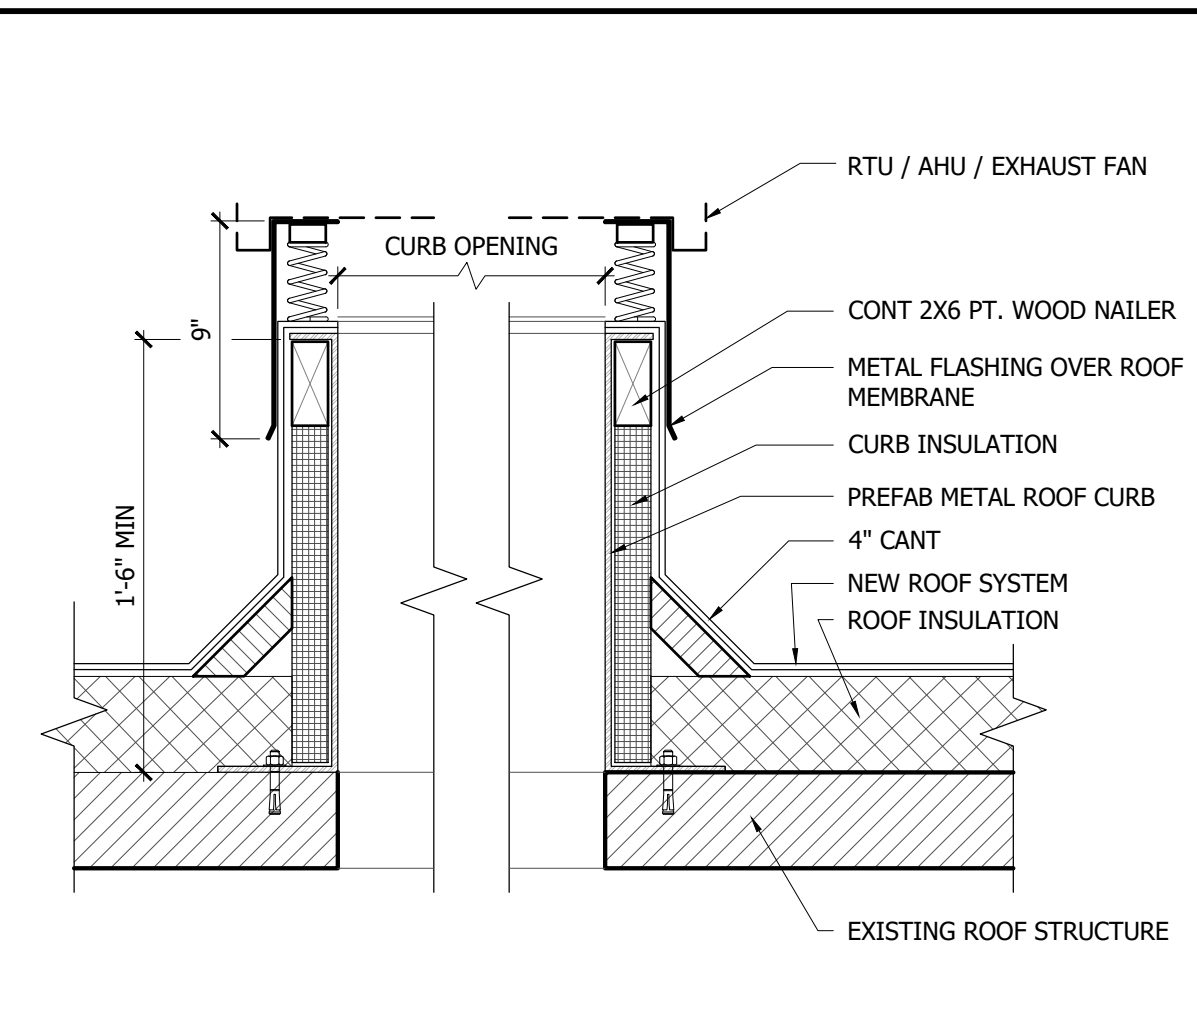 RTU / AHU / EXHAUST FAN
CURB OPENING
9"
CONT 2X6 PT. WOOD NAILER
METAL FLASHING OVER ROOF
MEMBRANE
CURB INSULATION
PREFAB METAL ROOF CURB
1'-6" MIN
4" CANT
NEW ROOF SYSTEM
ROOF INSULATION
EXISTING ROOF STRUCTURE